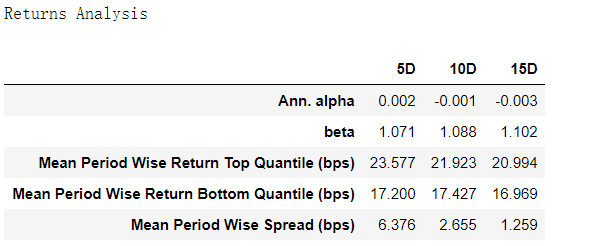 Returns Analysis
5D 10D 15D
Ann. alpha 0.002 -0.001 -0.003
beta 1.071 1.088 1.102
Mean Period Wise Return Top Quantile (bps) 23.577 21.923 20.994
Mean Period Wise Return Bottom Quantile (bps) 17.200 17.427 16.969
Mean Period Wise Spread (bps) 6.376 2.655 1.259